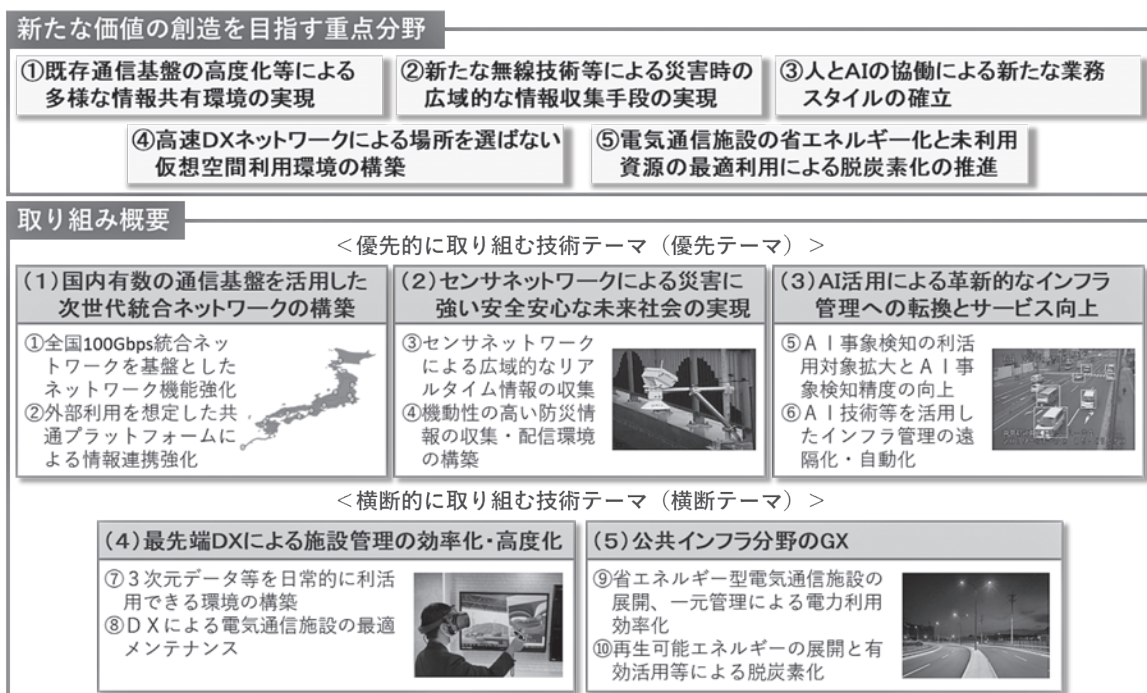 新たな価値の創造を目指す重点分野
①既存通信基盤の高度化等による
多様な情報共有環境の実現
②新たな無線技術等による災害時の
広域的な情報収集手段の実現
③人とAIの協働による新たな業務
スタイルの確立
④高速DXネットワークによる場所を選ばない
仮想空間利用環境の構築
⑤電気通信施設の省エネルギー化と未利用
資源の最適利用による脱炭素化の推進
取り組み概要
＜優先的に取り組む技術テーマ（優先テーマ）＞
(1)国内有数の通信基盤を活用した
次世代統合ネットワークの構築
①全国100Gbps統合ネッ
トワークを基盤とした
ネットワーク機能強化
②外部利用を想定した共
通プラットフォームに
よる情報連携強化
(2)センサネットワークによる災害に
強い安全安心な未来社会の実現
③センサネットワーク
による広域的なリア
ルタイム情報の収集
④機動性の高い防災情
報の収集・配信環境
の構築
(3)AI活用による革新的なインフラ
管理への転換とサービス向上
⑤ＡＩ事象検知の利活
用対象拡大とＡＩ事
象検知精度の向上
⑥ＡＩ技術等を活用し
たインフラ管理の遠
隔化・自動化
＜横断的に取り組む技術テーマ（横断テーマ）＞
(4)最先端DXによる施設管理の効率化・高度化
⑦３次元データ等を日常的に利活
用できる環境の構築
⑧ＤＸによる電気通信施設の最適
メンテナンス
(5)公共インフラ分野のGX
⑨省エネルギー型電気通信施設の
展開、一元管理による電力利用
効率化
⑩再生可能エネルギーの展開と有
効活用等による脱炭素化